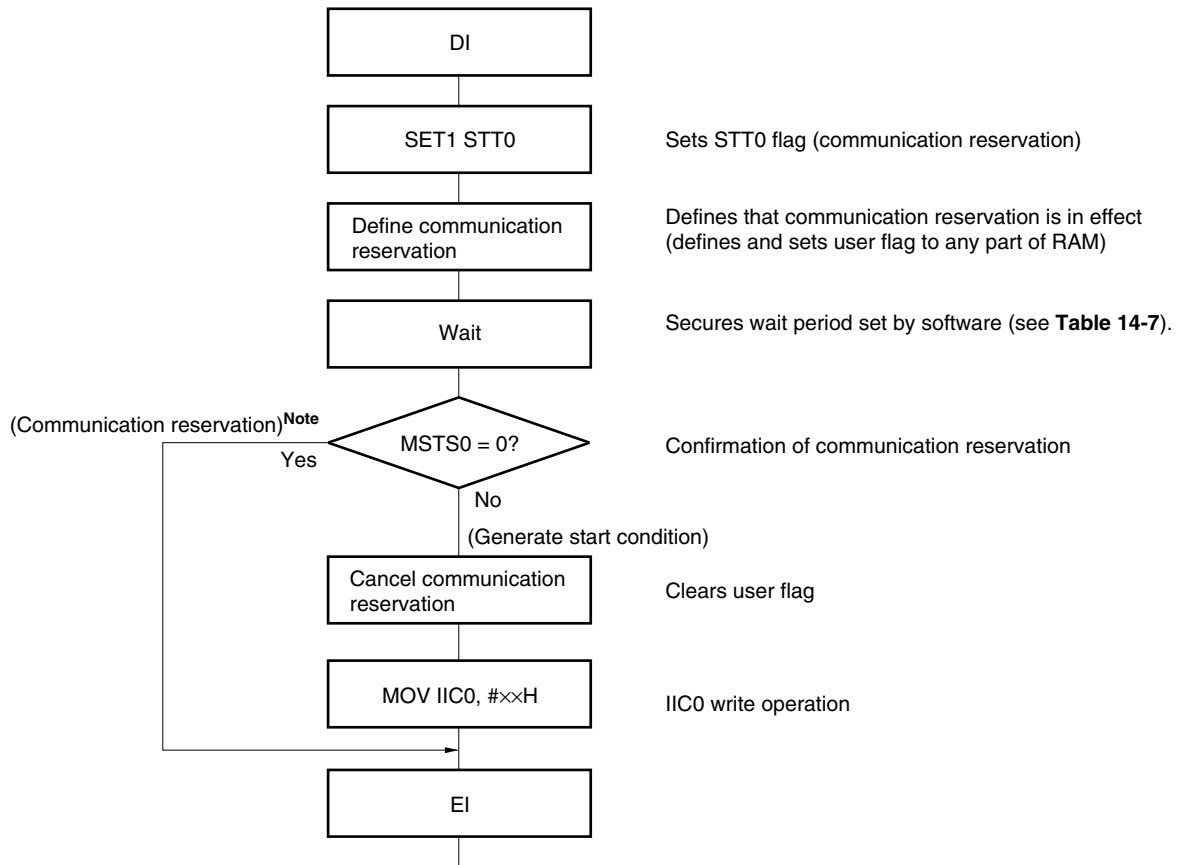 DI
SET1 STT0
Sets STT0 flag (communication reservation)
Define communication
reservation
Defines that communication reservation is in effect
(defines and sets user flag to any part of RAM)
Wait
Secures wait period set by software (see Table 14-7).
(Communication reservation)Note
Yes
MSTS0 = 0?
Confirmation of communication reservation
No
(Generate start condition)
Cancel communication
reservation
Clears user flag
MOV IIC0, #××H
IIC0 write operation
EI